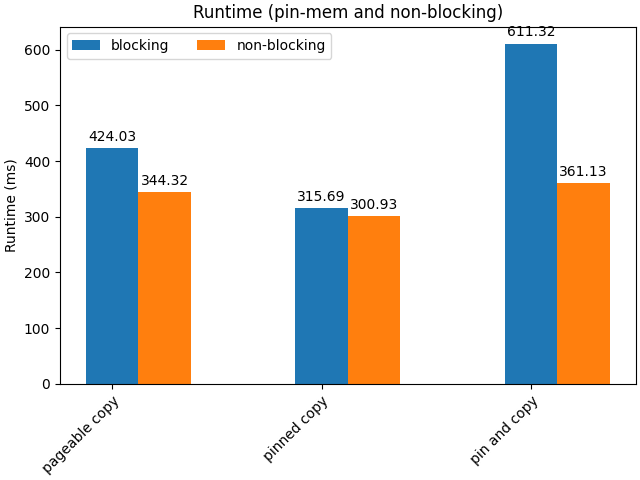 Runtime (pin-mem and non-blocking)
blocking
non-blocking
Runtime (ms)
600
500
400
300
200
100
0
424.03
344.32
315.69
300.93
611.32
361.13
pageable copy
pinned copy
pin and copy